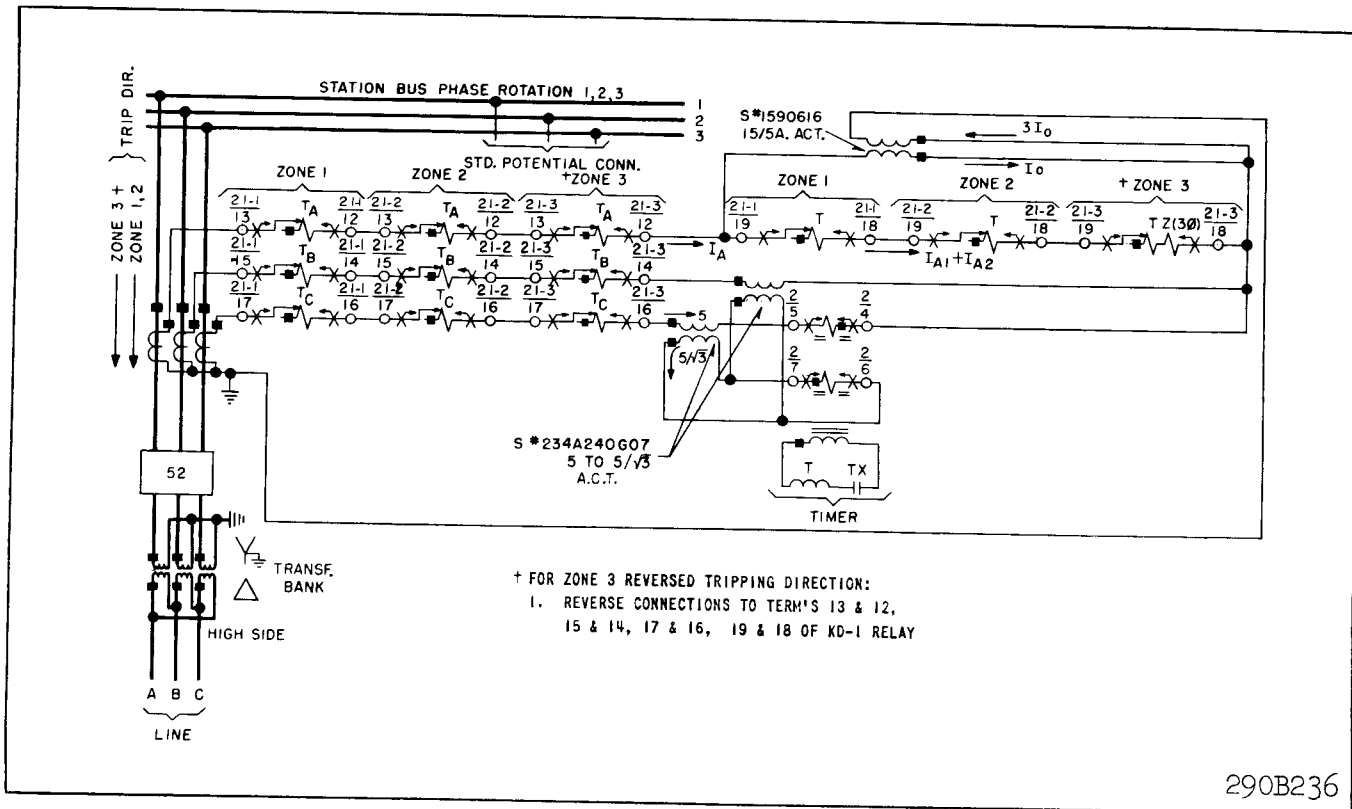 TRIP DIR.
ZONE 3 +
ZONE 1,2
STATION BUS PHASE ROTATION 1,2,3
1
2
3
STD. POTENTIAL CONN.
S#1590616
15/5A. ACT.
3I0
I0
ZONE 1
ZONE 2
+ZONE 3
ZONE 1
ZONE 2
+ ZONE 3
21-1 13
TA
21-1 12
21-2 13
TA
21-2 12
21-3 13
TA
21-3 12
IA
21-1 19
T
21-1 18
IA1 + IA2
21-2 19
T
21-2 18
21-3 19
T Z(3Ø)
21-3 18
21-1 15
TB
21-1 14
21-2 15
TB
21-2 14
21-3 15
TB
21-3 14
21-1 17
TC
21-1 16
21-2 17
TC
21-2 16
21-3 17
TC
21-3 16
5
2 5
2 4
5/√3
2 7
2 6
S #234A240G07
5 TO 5/√3
A.C.T.
T
TX
TIMER
52
TRANSF.
BANK
HIGH SIDE
A B C
LINE
+ FOR ZONE 3 REVERSED TRIPPING DIRECTION:
1. REVERSE CONNECTIONS TO TERM'S 13 & 12,
15 & 14, 17 & 16, 19 & 18 OF KD-1 RELAY
290B236